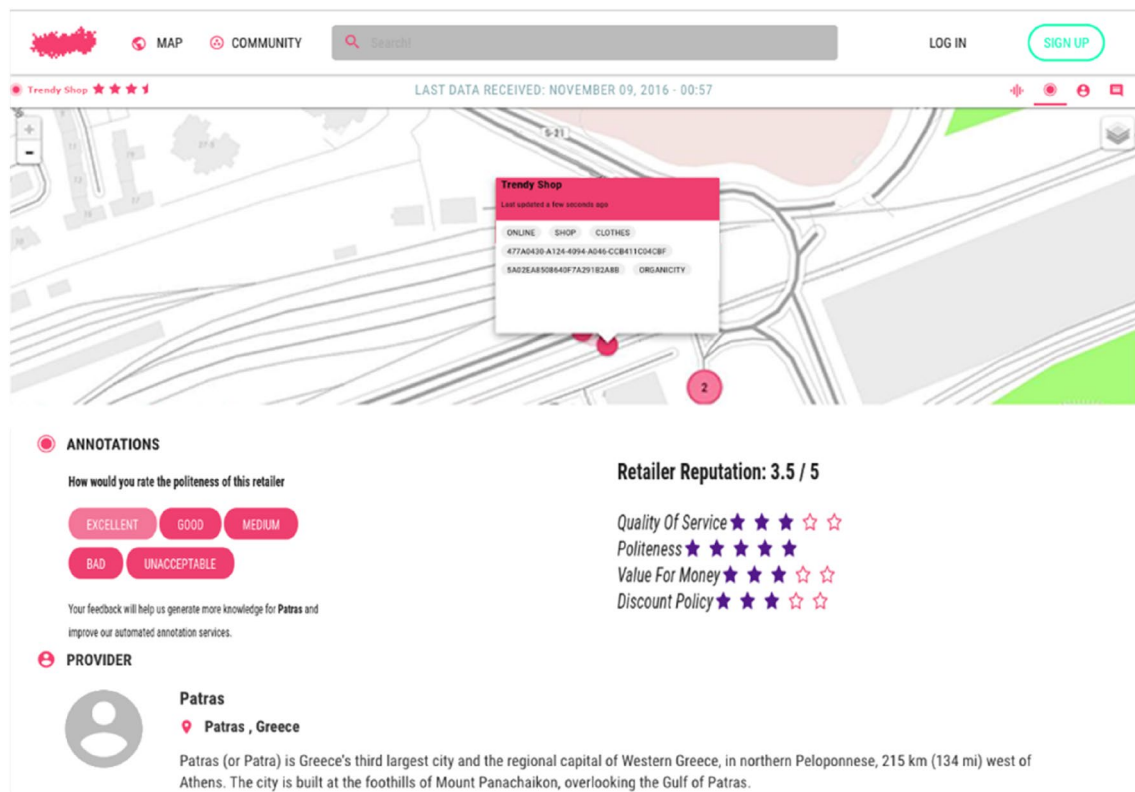 MAP
COMMUNITY
Search!
LOG IN
SIGN UP
Trendy Shop
LAST DATA RECEIVED: NOVEMBER 09, 2016 - 00:57
+
-
S-21
Trendy Shop
Last updated a few seconds ago
ONLINE SHOP CLOTHES
477A0430-A124-4094-A046-CCB411C04CBF
5A02EA8508640F7A291B2A8B ORGANICITY
2
ANNOTATIONS
How would you rate the politeness of this retailer
EXCELLENT GOOD MEDIUM
BAD UNACCEPTABLE
Your feedback will help us generate more knowledge for Patras and
improve our automated annotation services.
Retailer Reputation: 3.5 / 5
Quality Of Service
Politeness
Value For Money
Discount Policy
PROVIDER
Patras
Patras , Greece
Patras (or Patra) is Greece's third largest city and the regional capital of Western Greece, in northern Peloponnese, 215 km (134 mi) west of
Athens. The city is built at the foothills of Mount Panachaikon, overlooking the Gulf of Patras.